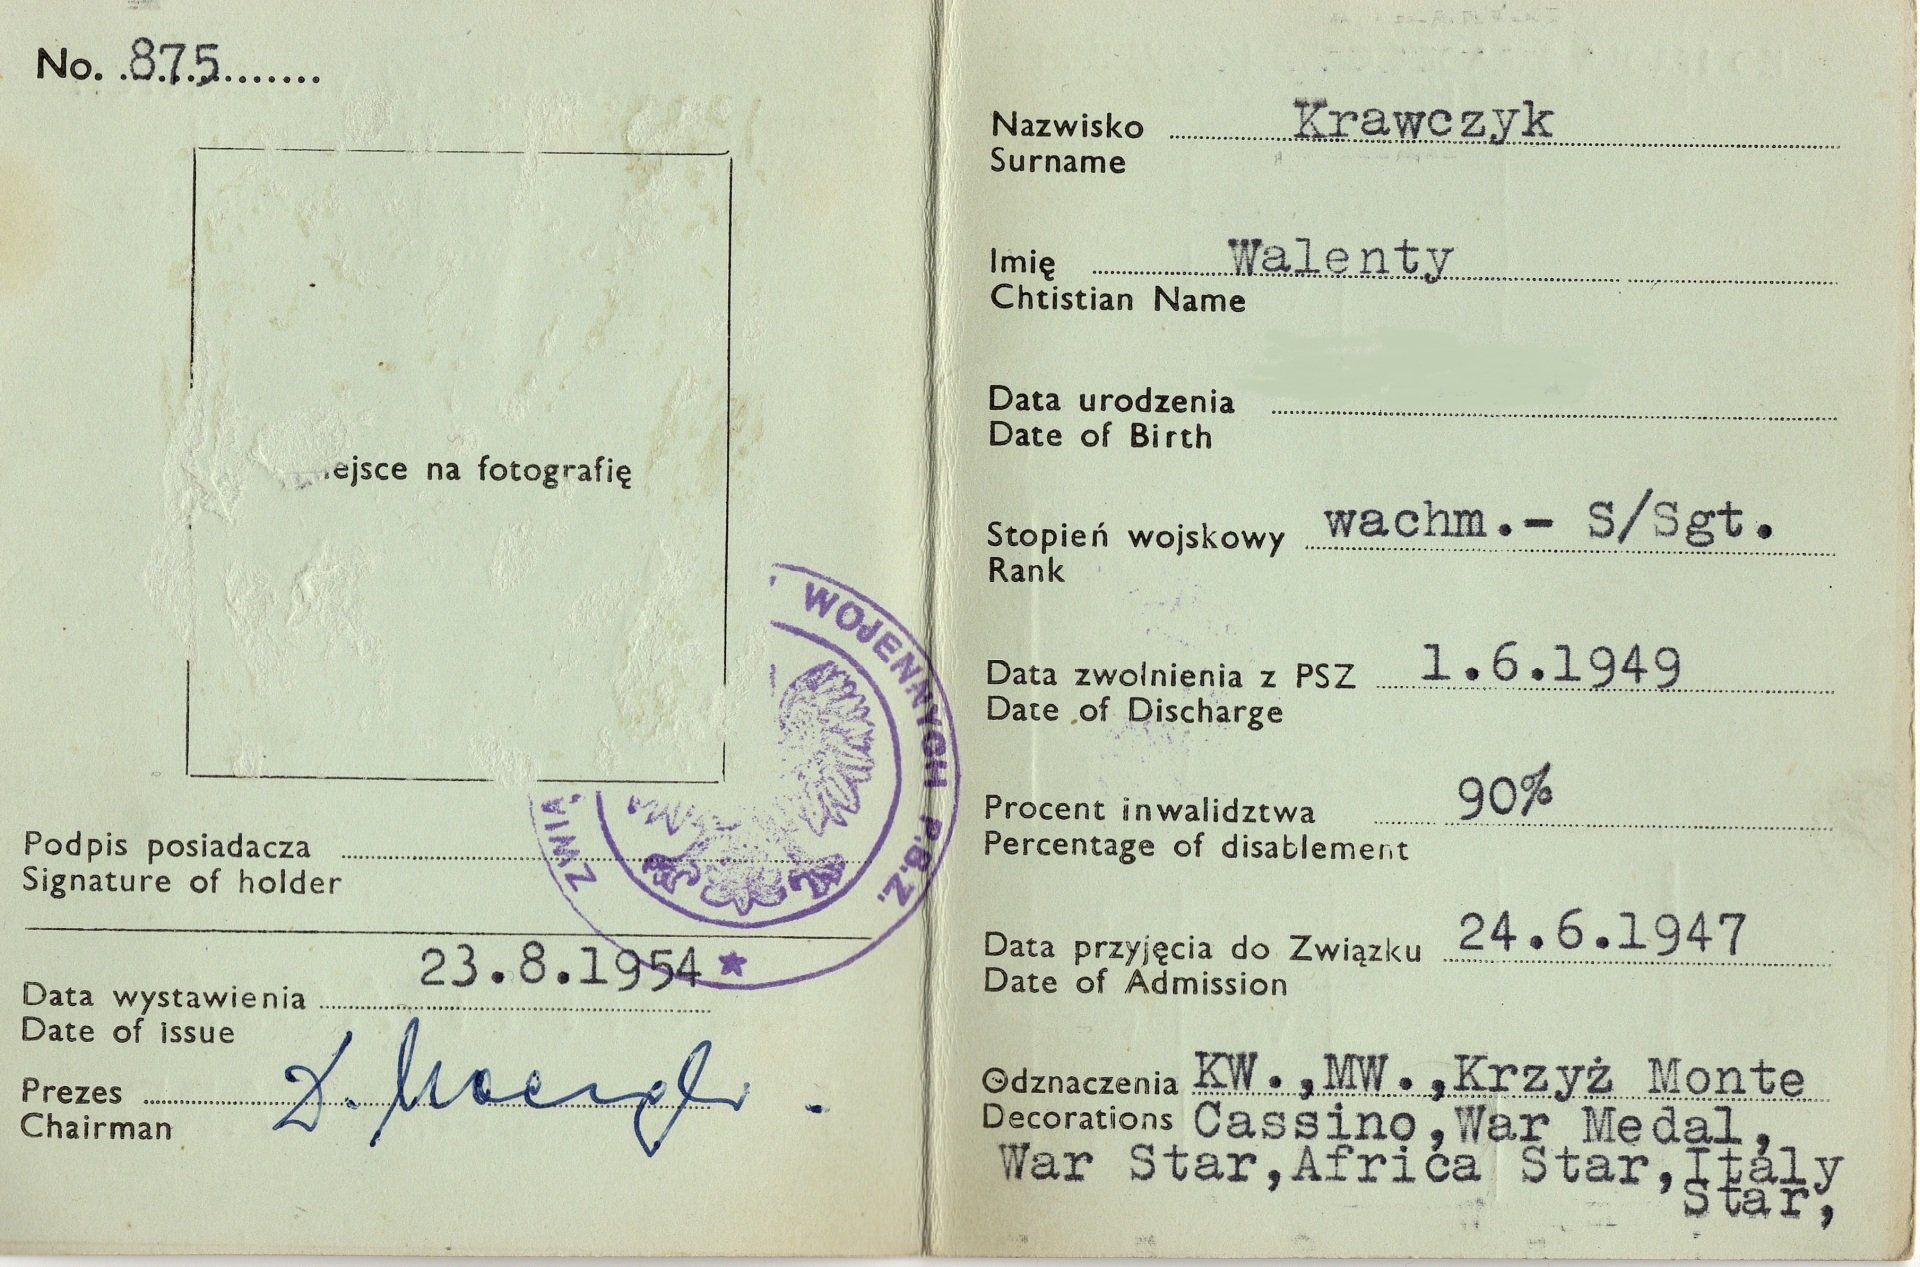 No. 875
ejsce na fotografię
ZWIĄ WOJENNYCH P.S.Z.
Podpis posiadacza
Signature of holder
Data wystawienia 23.8.1954
Date of issue
Prezes
Chairman
Nazwisko Krawczyk
Surname
Imię Walenty
Chtistian Name
Data urodzenia
Date of Birth
Stopień wojskowy wachm.- S/Sgt.
Rank
Data zwolnienia z PSZ 1.6.1949
Date of Discharge
Procent inwalidztwa 90%
Percentage of disablement
Data przyjęcia do Związku 24.6.1947
Date of Admission
Odznaczenia KW.,MW.,Krzyż Monte
Decorations Cassino,War Medal,
War Star,Africa Star,Italy
Star,